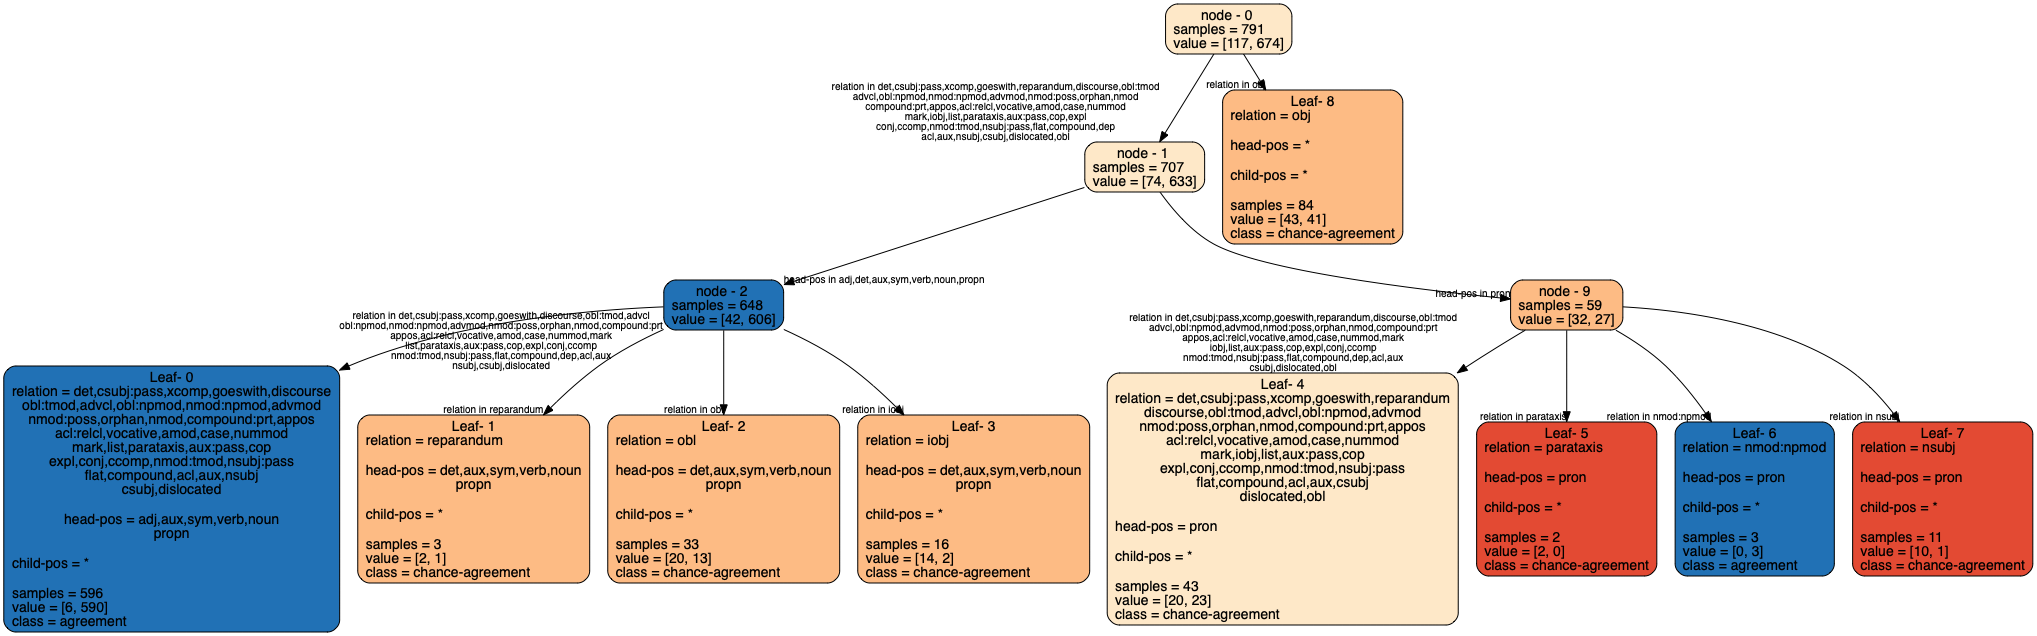 node - 0
samples = 791
value = [117, 674]
relation in det,csubj:pass,xcomp,goeswith,reparandum,discourse,obl:tmod
advcl,obl:npmod,nmod:npmod,advmod,nmod:poss,orphan,nmod
compound:prt,appos,acl:relcl,vocative,amod,case,nummod
mark,iobj,list,parataxis,aux:pass,cop,expl
conj,ccomp,nmod:tmod,nsubj:pass,flat,compound,dep
acl,aux,nsubj,csubj,dislocated,obl
relation in obj
Leaf- 8
relation = obj
head-pos = *
child-pos = *
samples = 84
value = [43, 41]
class = chance-agreement
node - 1
samples = 707
value = [74, 633]
head-pos in adj,det,aux,sym,verb,noun,propn
node - 2
samples = 648
value = [42, 606]
head-pos in pron
node - 9
samples = 59
value = [32, 27]
relation in det,csubj:pass,xcomp,goeswith,discourse,obl:tmod,advcl
obl:npmod,nmod:npmod,advmod,nmod:poss,orphan,nmod,compound:prt
appos,acl:relcl,vocative,amod,case,nummod,mark
list,parataxis,aux:pass,cop,expl,conj,ccomp
nmod:tmod,nsubj:pass,flat,compound,dep,acl,aux
nsubj,csubj,dislocated
relation in reparandum
relation in obl
relation in iobj
relation in det,csubj:pass,xcomp,goeswith,reparandum,discourse,obl:tmod
advcl,obl:npmod,advmod,nmod:poss,orphan,nmod,compound:prt
appos,acl:relcl,vocative,amod,case,nummod,mark
iobj,list,aux:pass,cop,expl,conj,ccomp
nmod:tmod,nsubj:pass,flat,compound,dep,acl,aux
csubj,dislocated,obl
relation in parataxis
relation in nmod:npmod
relation in nsubj
Leaf- 0
relation = det,csubj:pass,xcomp,goeswith,discourse
obl:tmod,advcl,obl:npmod,nmod:npmod,advmod
nmod:poss,orphan,nmod,compound:prt,appos
acl:relcl,vocative,amod,case,nummod
mark,list,parataxis,aux:pass,cop
expl,conj,ccomp,nmod:tmod,nsubj:pass
flat,compound,acl,aux,nsubj
csubj,dislocated
head-pos = adj,aux,sym,verb,noun
propn
child-pos = *
samples = 596
value = [6, 590]
class = agreement
Leaf- 1
relation = reparandum
head-pos = det,aux,sym,verb,noun
propn
child-pos = *
samples = 3
value = [2, 1]
class = chance-agreement
Leaf- 2
relation = obl
head-pos = det,aux,sym,verb,noun
propn
child-pos = *
samples = 33
value = [20, 13]
class = chance-agreement
Leaf- 3
relation = iobj
head-pos = det,aux,sym,verb,noun
propn
child-pos = *
samples = 16
value = [14, 2]
class = chance-agreement
Leaf- 4
relation = det,csubj:pass,xcomp,goeswith,reparandum
discourse,obl:tmod,advcl,obl:npmod,advmod
nmod:poss,orphan,nmod,compound:prt,appos
acl:relcl,vocative,amod,case,nummod
mark,iobj,list,aux:pass,cop
expl,conj,ccomp,nmod:tmod,nsubj:pass
flat,compound,acl,aux,csubj
dislocated,obl
head-pos = pron
child-pos = *
samples = 43
value = [20, 23]
class = chance-agreement
Leaf- 5
relation = parataxis
head-pos = pron
child-pos = *
samples = 2
value = [2, 0]
class = chance-agreement
Leaf- 6
relation = nmod:npmod
head-pos = pron
child-pos = *
samples = 3
value = [0, 3]
class = agreement
Leaf- 7
relation = nsubj
head-pos = pron
child-pos = *
samples = 11
value = [10, 1]
class = chance-agreement